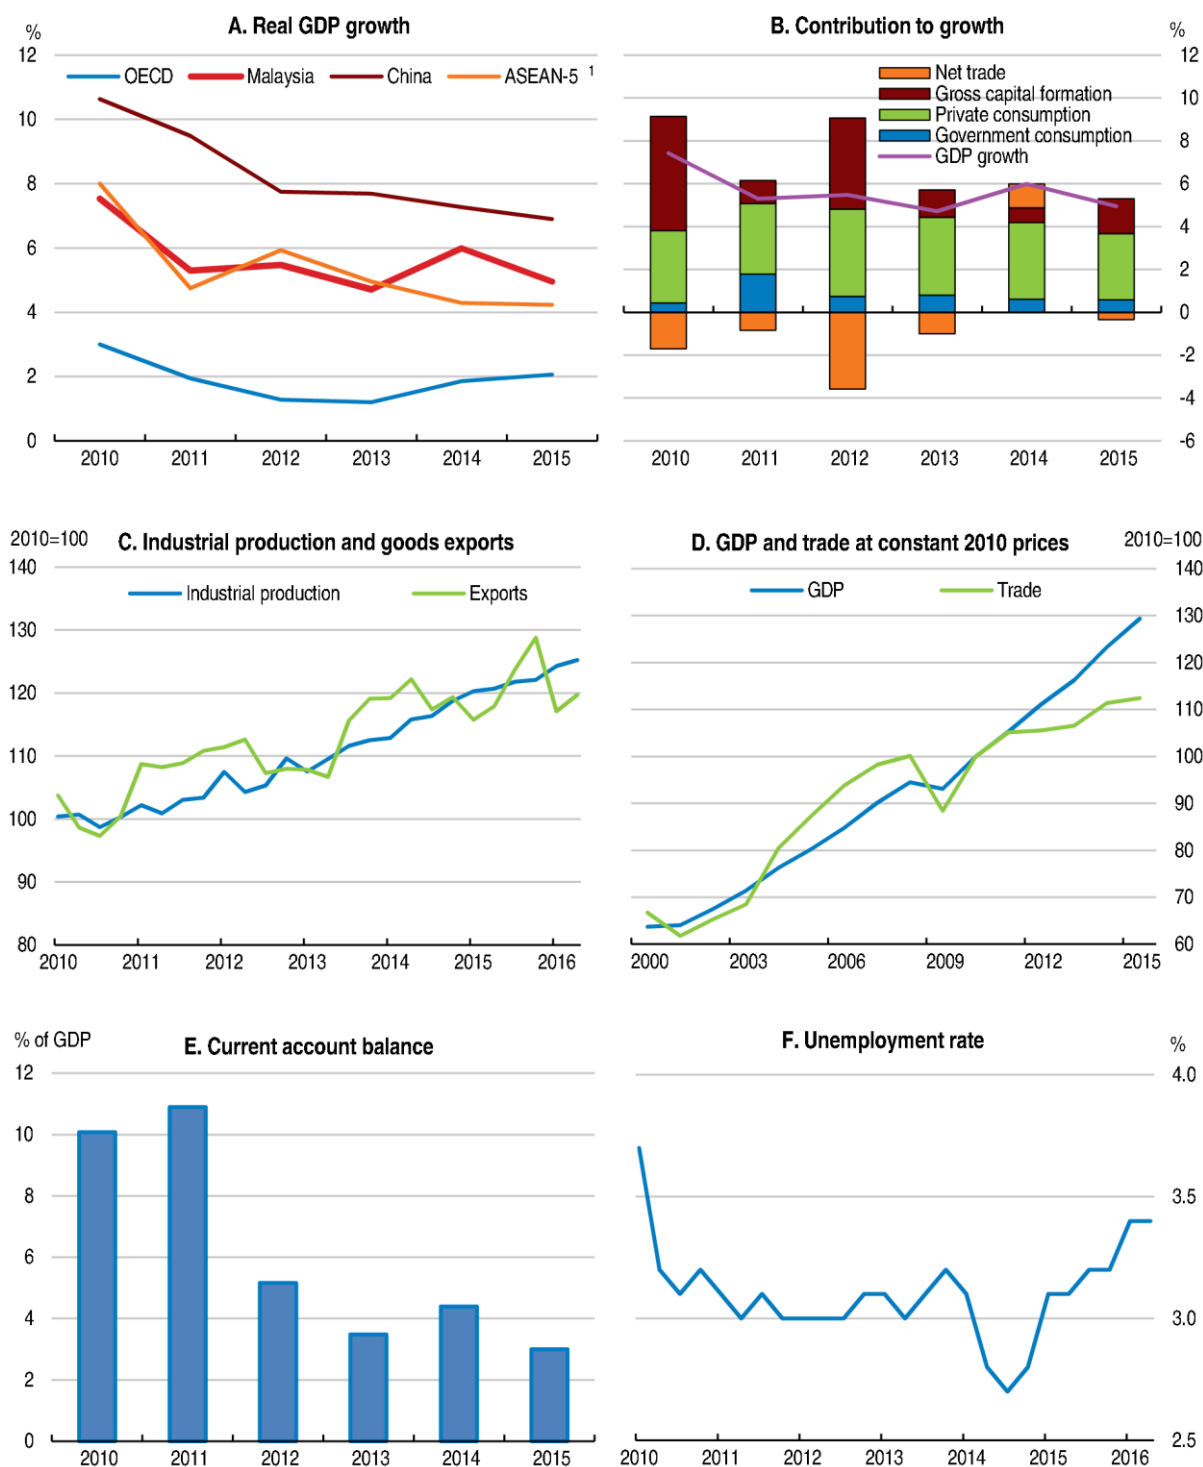 A. Real GDP growth
%
12
10
8
6
4
2
0
OECD Malaysia China ASEAN-5 1
2010 2011 2012 2013 2014 2015
B. Contribution to growth
%
12
10
8
6
4
2
0
-2
-4
-6
Net trade
Gross capital formation
Private consumption
Government consumption
GDP growth
2010 2011 2012 2013 2014 2015
2010=100 C. Industrial production and goods exports
140
130
120
110
100
90
80
Industrial production Exports
2010 2011 2012 2013 2014 2015 2016
D. GDP and trade at constant 2010 prices 2010=100
140
130
120
110
100
90
80
70
60
GDP Trade
2000 2003 2006 2009 2012 2015
% of GDP E. Current account balance
12
10
8
6
4
2
0
2010 2011 2012 2013 2014 2015
F. Unemployment rate %
4.0
3.5
3.0
2.5
2010 2011 2012 2013 2014 2015 2016